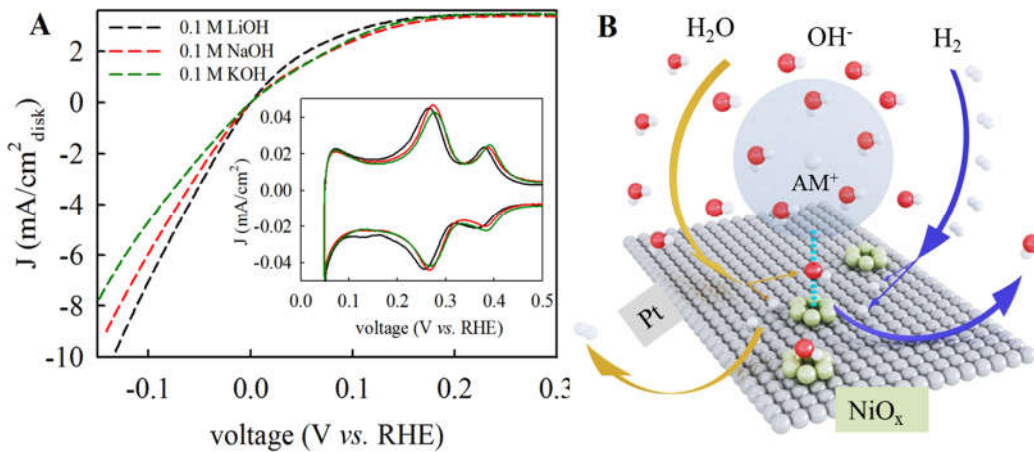 A
0.1 M LiOH
0.1 M NaOH
0.1 M KOH
2
0
-2
-4
-6
-8
-10
J (mA/cm²disk)
-0.1
0.0
0.1
0.2
0.3
voltage (V vs. RHE)
0.04
0.02
0.00
-0.02
-0.04
J (mA/cm²)
0.0
0.1
0.2
0.3
0.4
0.5
voltage (V vs. RHE)
B
H₂O
OH⁻
H₂
AM⁺
Pt
NiOₓ